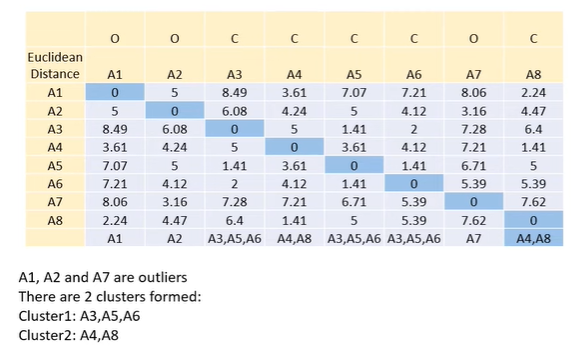 O O C C C C O C
Euclidean
Distance A1 A2 A3 A4 A5 A6 A7 A8
A1 0 5 8.49 3.61 7.07 7.21 8.06 2.24
A2 5 0 6.08 4.24 5 4.12 3.16 4.47
A3 8.49 6.08 0 5 1.41 2 7.28 6.4
A4 3.61 4.24 5 0 3.61 4.12 7.21 1.41
A5 7.07 5 1.41 3.61 0 1.41 6.71 5
A6 7.21 4.12 2 4.12 1.41 0 5.39 5.39
A7 8.06 3.16 7.28 7.21 6.71 5.39 0 7.62
A8 2.24 4.47 6.4 1.41 5 5.39 7.62 0
A1 A2 A3,A5,A6 A4,A8 A3,A5,A6 A3,A5,A6 A7 A4,A8
A1, A2 and A7 are outliers
There are 2 clusters formed:
Cluster1: A3,A5,A6
Cluster2: A4,A8